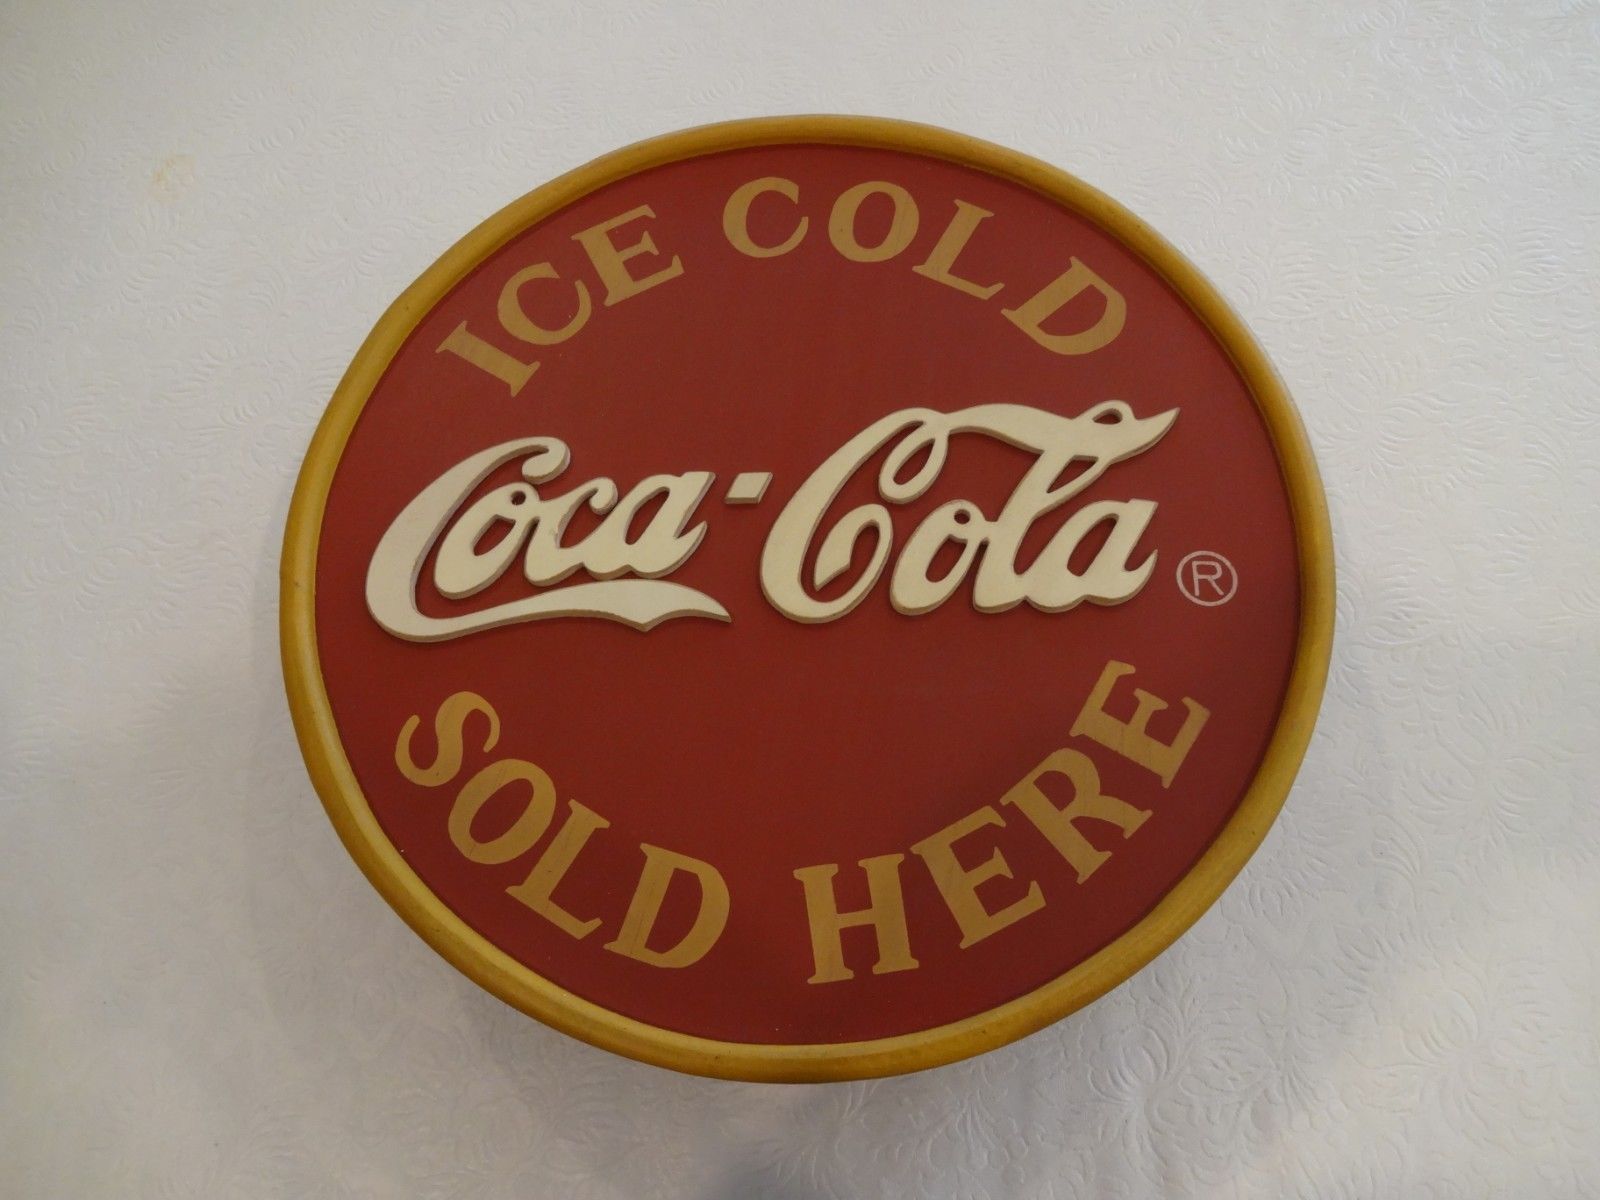 ICE COLD
Coca-Cola ®
SOLD HERE